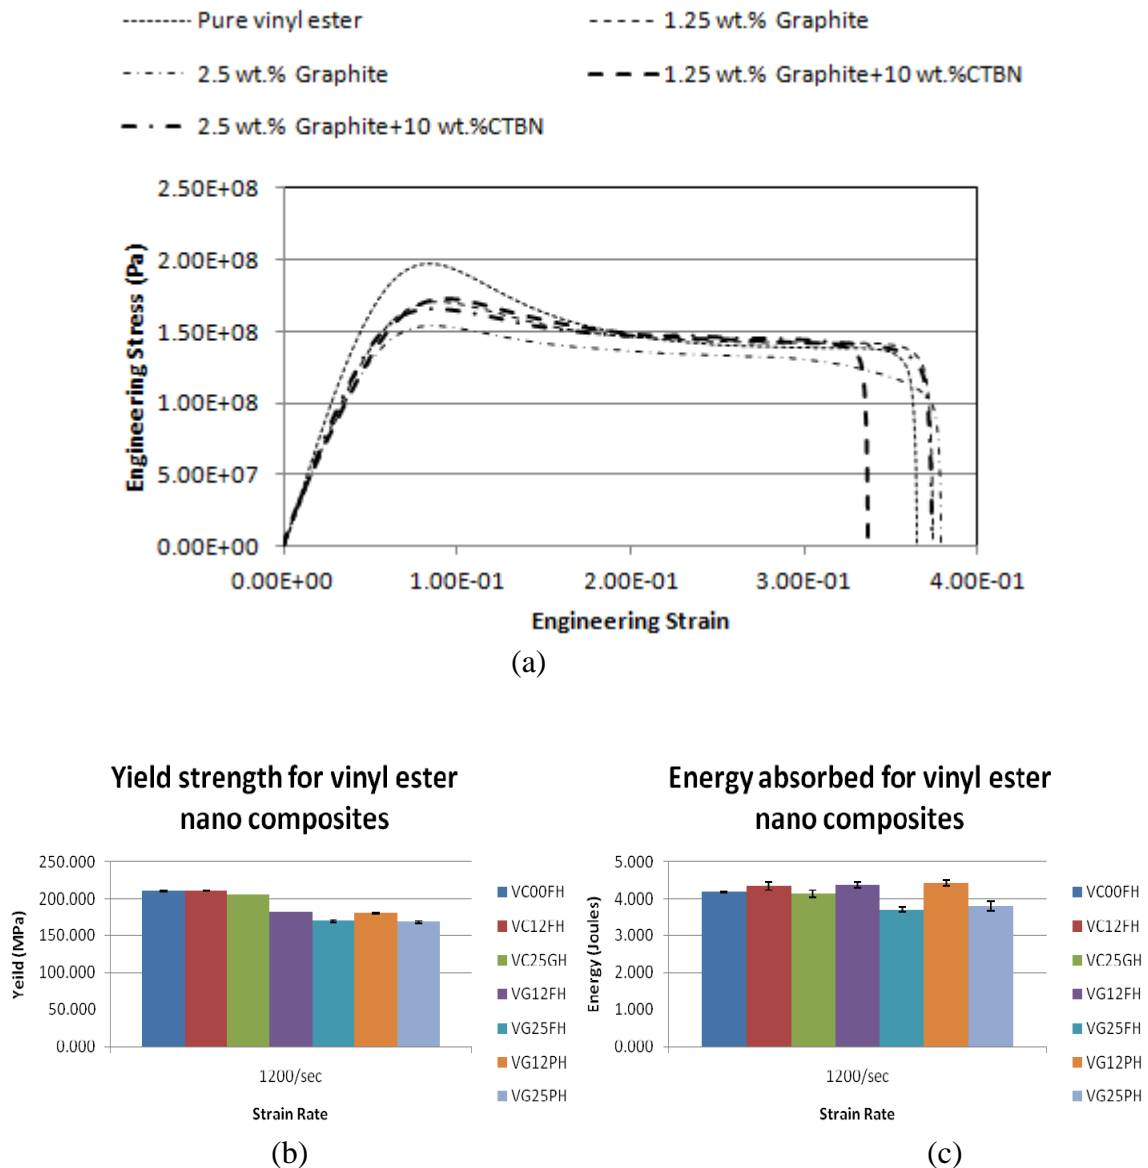 Pure vinyl ester
1.25 wt.% Graphite
2.5 wt.% Graphite
1.25 wt.% Graphite+10 wt.%CTBN
2.5 wt.% Graphite+10 wt.%CTBN
Engineering Stress (Pa)
2.50E+08
2.00E+08
1.50E+08
1.00E+08
5.00E+07
0.00E+00
0.00E+00
1.00E-01
2.00E-01
3.00E-01
4.00E-01
Engineering Strain
(a)
Yield strength for vinyl ester
nano composites
Yeild (MPa)
250.000
200.000
150.000
100.000
50.000
0.000
1200/sec
Strain Rate
VC00FH
VC12FH
VC25GH
VG12FH
VG25FH
VG12PH
VG25PH
(b)
Energy absorbed for vinyl ester
nano composites
Energy (Joules)
5.000
4.000
3.000
2.000
1.000
0.000
1200/sec
Strain Rate
VC00FH
VC12FH
VC25GH
VG12FH
VG25FH
VG12PH
VG25PH
(c)